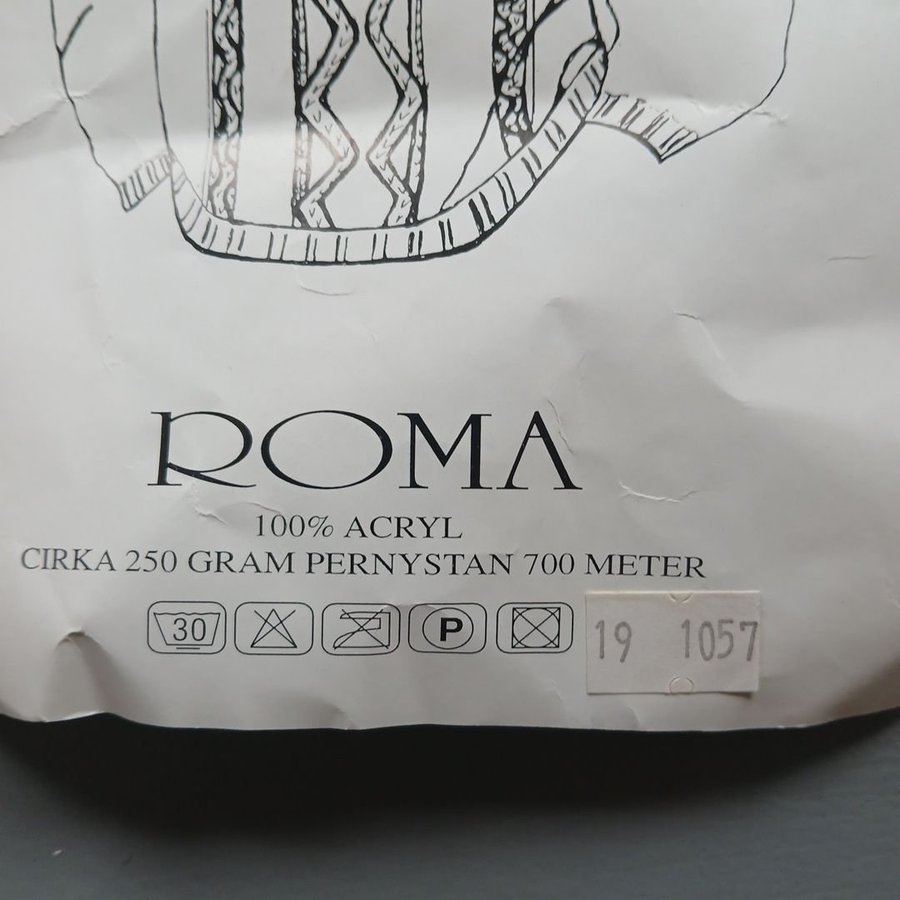 ROMA
100% ACRYL
CIRKA 250 GRAM PERNYSTAN 700 METER
30 P
19 1057